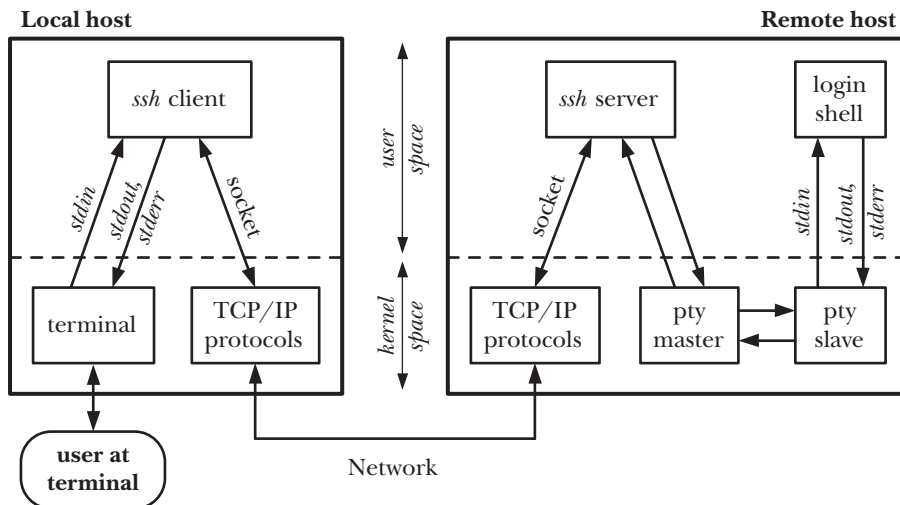 Local host
Remote host
ssh client
ssh server
login
shell
user
space
stdin
stdout,
stderr
socket
socket
stdin
stdout,
stderr
terminal
TCP/IP
protocols
kernel
space
TCP/IP
protocols
pty
master
pty
slave
user at
terminal
Network